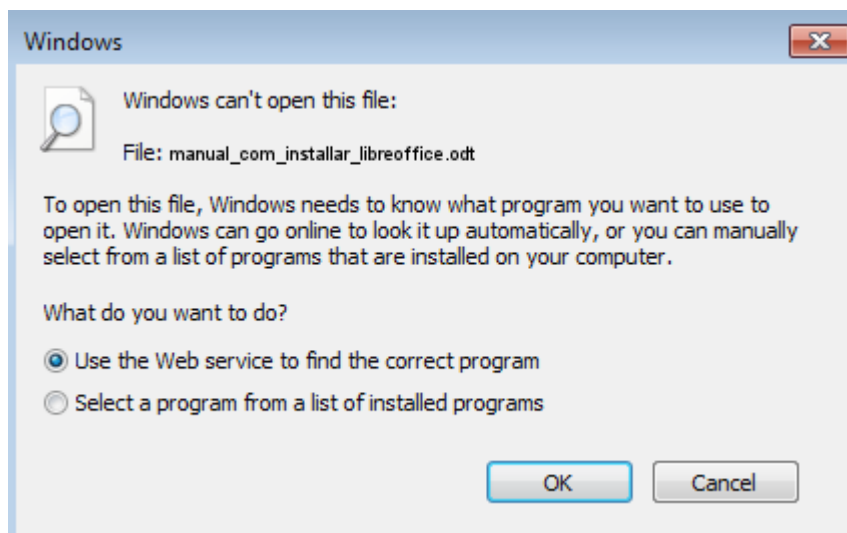 Windows
Windows can't open this file:
File: manual_com_installar_libreoffice.odt
To open this file, Windows needs to know what program you want to use to
open it. Windows can go online to look it up automatically, or you can manually
select from a list of programs that are installed on your computer.
What do you want to do?
Use the Web service to find the correct program
Select a program from a list of installed programs
OK Cancel